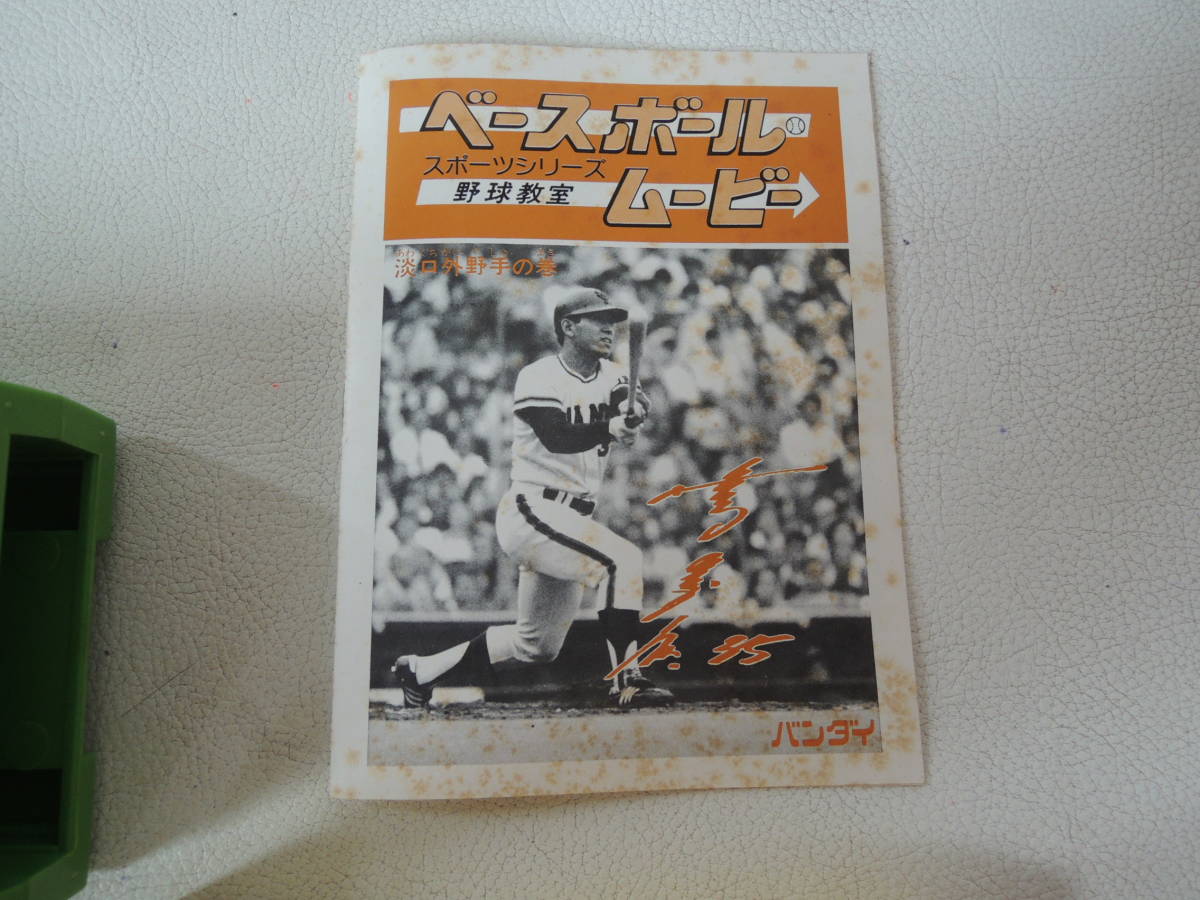 ベースボール
スポーツシリーズ
野球教室
ムービー
淡口外野手の巻
35
バンダイ